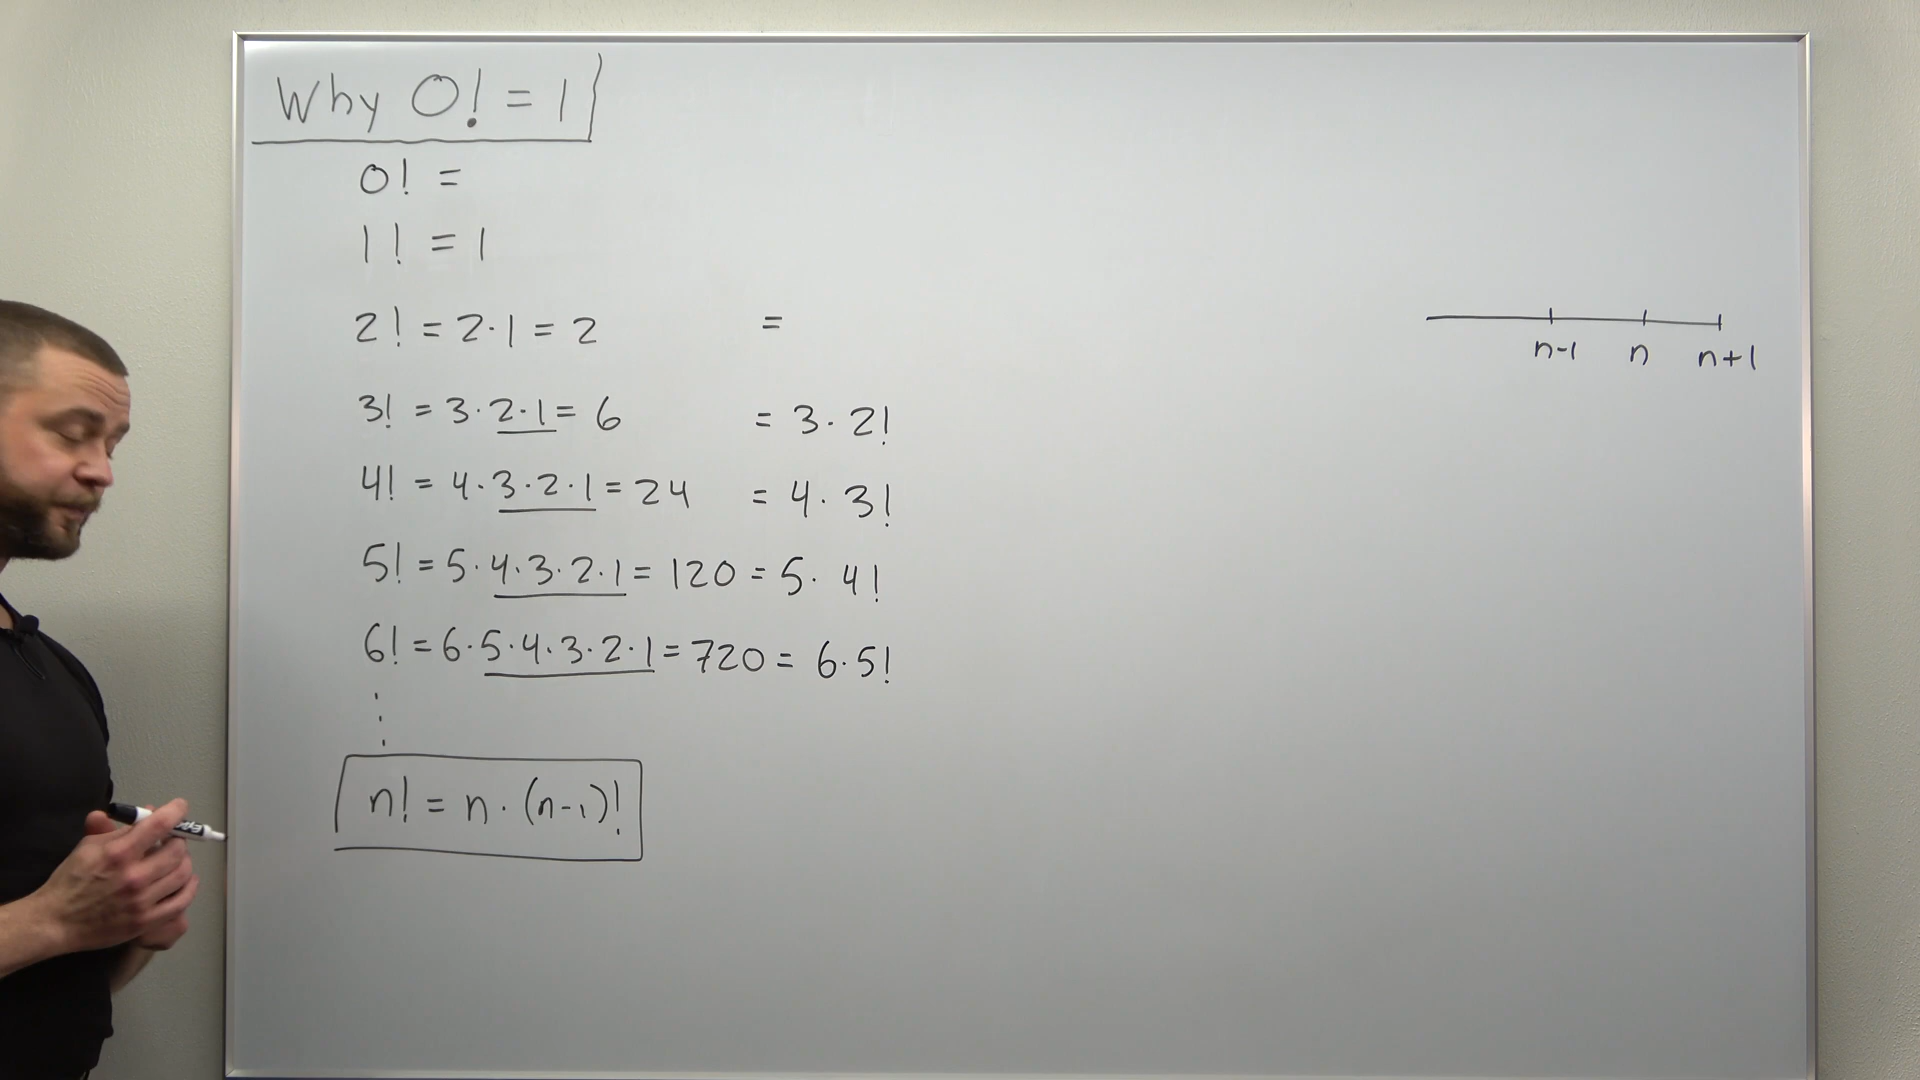 Why 0! = 1
0! =
1! = 1
2! = 2·1 = 2 =
3! = 3·2·1 = 6 = 3·2!
4! = 4·3·2·1 = 24 = 4·3!
5! = 5·4·3·2·1 = 120 = 5·4!
6! = 6·5·4·3·2·1 = 720 = 6·5!
⋮
n! = n·(n-1)!
n-1 n n+1